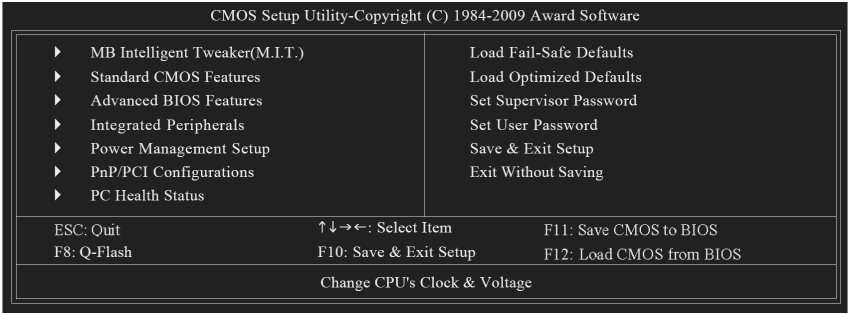 CMOS Setup Utility-Copyright (C) 1984-2009 Award Software
MB Intelligent Tweaker(M.I.T.)
Standard CMOS Features
Advanced BIOS Features
Integrated Peripherals
Power Management Setup
PnP/PCI Configurations
PC Health Status
Load Fail-Safe Defaults
Load Optimized Defaults
Set Supervisor Password
Set User Password
Save & Exit Setup
Exit Without Saving
ESC: Quit
↑↓→←: Select Item
F11: Save CMOS to BIOS
F8: Q-Flash
F10: Save & Exit Setup
F12: Load CMOS from BIOS
Change CPU's Clock & Voltage